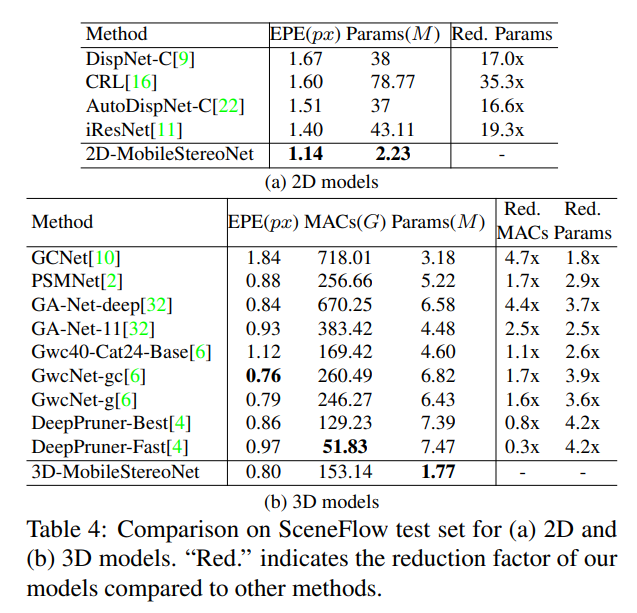 Method EPE(px) Params(M) Red. Params
DispNet-C[9] 1.67 38 17.0x
CRL[16] 1.60 78.77 35.3x
AutoDispNet-C[22] 1.51 37 16.6x
iResNet[11] 1.40 43.11 19.3x
2D-MobileStereoNet 1.14 2.23 -
(a) 2D models
Method EPE(px) MACs(G) Params(M) Red. MACs Red. Params
GCNet[10] 1.84 718.01 3.18 4.7x 1.8x
PSMNet[2] 0.88 256.66 5.22 1.7x 2.9x
GA-Net-deep[32] 0.84 670.25 6.58 4.4x 3.7x
GA-Net-11[32] 0.93 383.42 4.48 2.5x 2.5x
Gwc40-Cat24-Base[6] 1.12 169.42 4.60 1.1x 2.6x
GwcNet-gc[6] 0.76 260.49 6.82 1.7x 3.9x
GwcNet-g[6] 0.79 246.27 6.43 1.6x 3.6x
DeepPruner-Best[4] 0.86 129.23 7.39 0.8x 4.2x
DeepPruner-Fast[4] 0.97 51.83 7.47 0.3x 4.2x
3D-MobileStereoNet 0.80 153.14 1.77 - -
(b) 3D models
Table 4: Comparison on SceneFlow test set for (a) 2D and
(b) 3D models. “Red.” indicates the reduction factor of our
models compared to other methods.